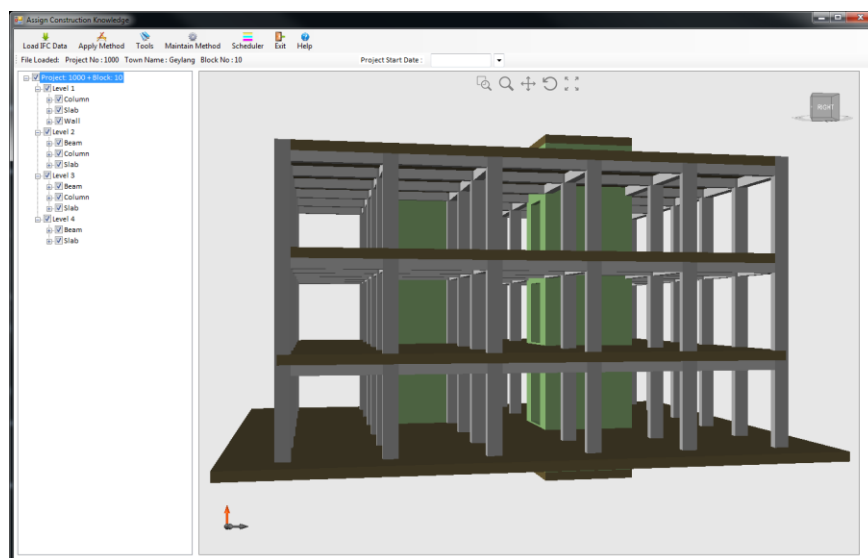 Assign Construction Knowledge
Load IFC Data Apply Method Tools Maintain Method Scheduler Exit Help
File Loaded: Project No : 1000 Town Name : Geylang Block No : 10 Project Start Date :
Project: 1000 + Block: 10
Level 1
Column
Slab
Wall
Level 2
Beam
Column
Slab
Level 3
Beam
Column
Slab
Level 4
Beam
Slab
RIGHT